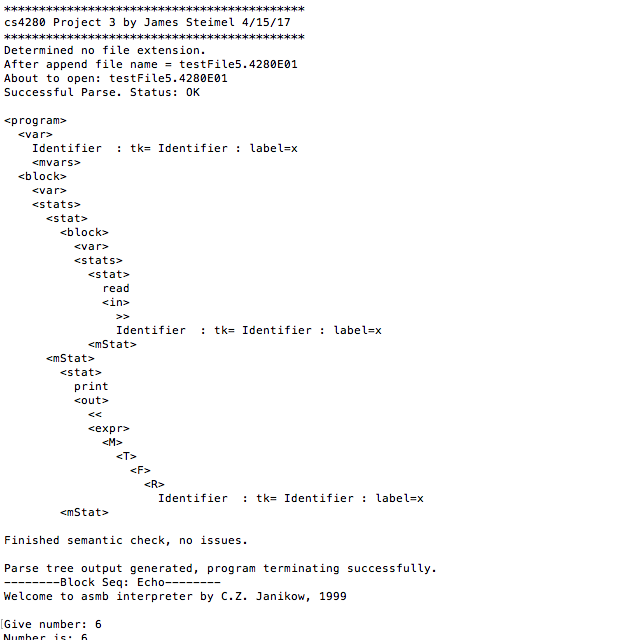 *******************************************
cs4280 Project 3 by James Steimel 4/15/17
*******************************************
Determined no file extension.
After append file name = testFile5.4280E01
About to open: testFile5.4280E01
Successful Parse. Status: OK
<program>
<var>
Identifier : tk= Identifier : label=x
<mvars>
<block>
<var>
<stats>
<stat>
<block>
<var>
<stats>
<stat>
read
<in>
>>
Identifier : tk= Identifier : label=x
<mStat>
<mStat>
<stat>
print
<out>
<<
<expr>
<M>
<T>
<F>
<R>
Identifier : tk= Identifier : label=x
<mStat>
Finished semantic check, no issues.
Parse tree output generated, program terminating successfully.
--------Block Seq: Echo--------
Welcome to asmb interpreter by C.Z. Janikow, 1999
Give number: 6
Number is: 6